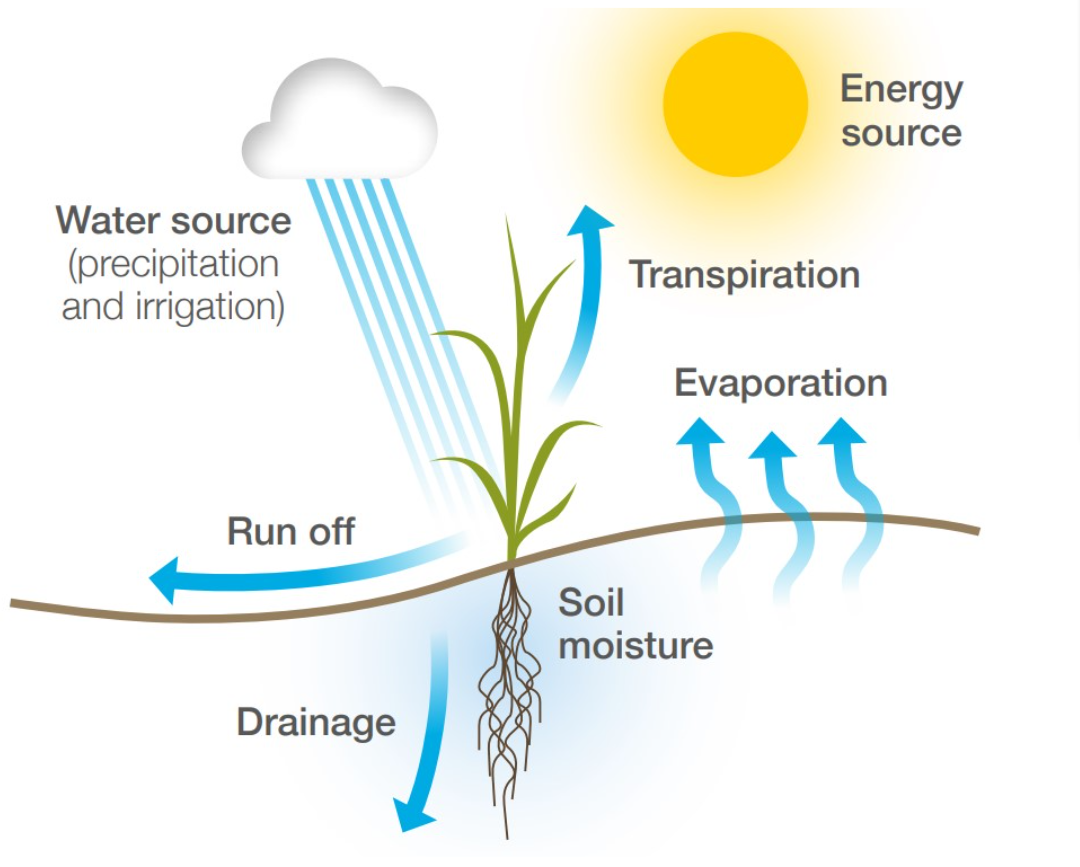 Energy
source
Water source
(precipitation
and irrigation)
Transpiration
Evaporation
Run off
Soil
moisture
Drainage